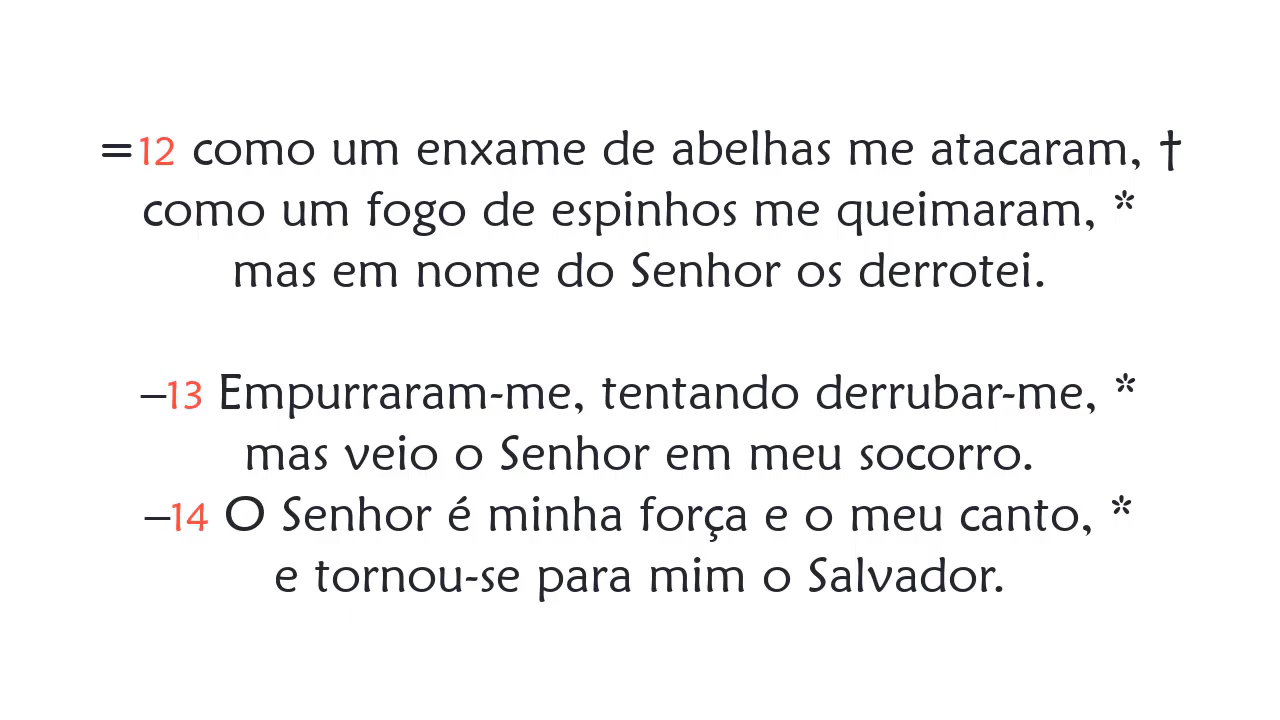 =12 como um enxame de abelhas me atacaram, †
como um fogo de espinhos me queimaram, *
mas em nome do Senhor os derrotei.
–13 Empurraram-me, tentando derrubar-me, *
mas veio o Senhor em meu socorro.
–14 O Senhor é minha força e o meu canto, *
e tornou-se para mim o Salvador.